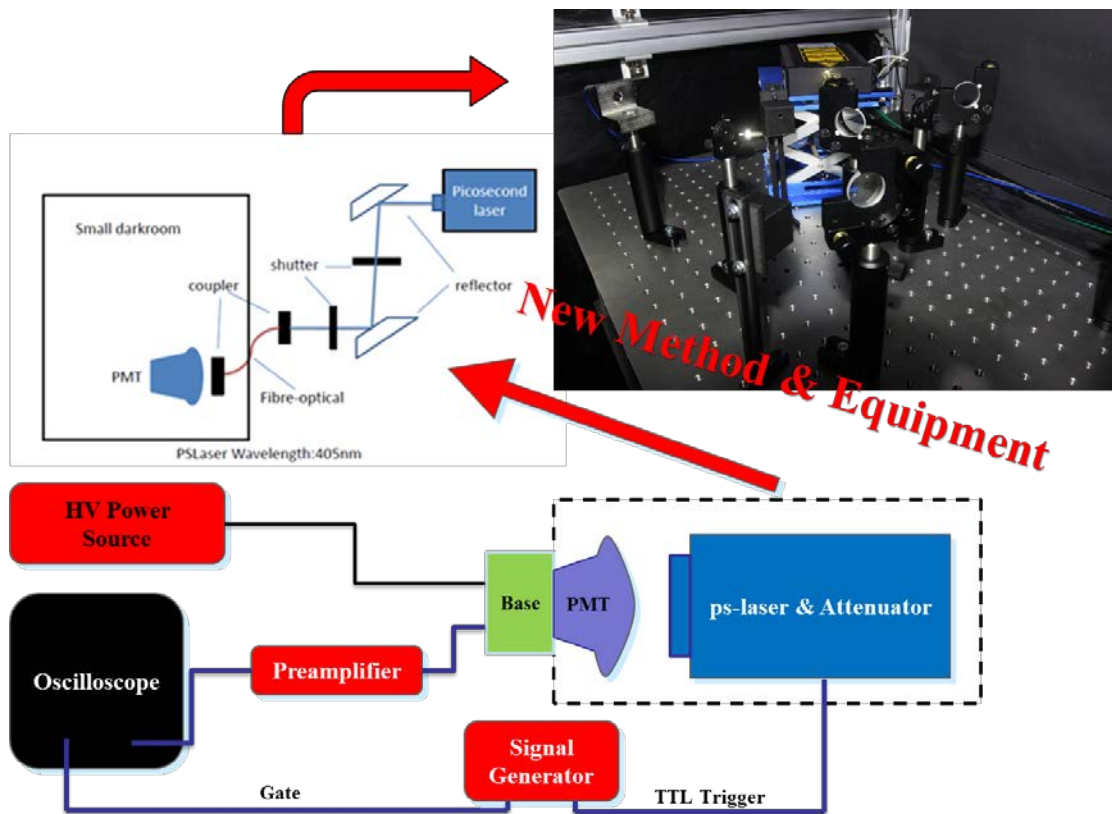 Picosecond
laser
Small darkroom
shutter
coupler
reflector
PMT
Fibre-optical
PSLaser Wavelength:405nm
New Method & Equipment
HV Power
Source
Base
PMT
ps-laser & Attenuator
Oscilloscope
Preamplifier
Signal
Generator
Gate
TTL Trigger